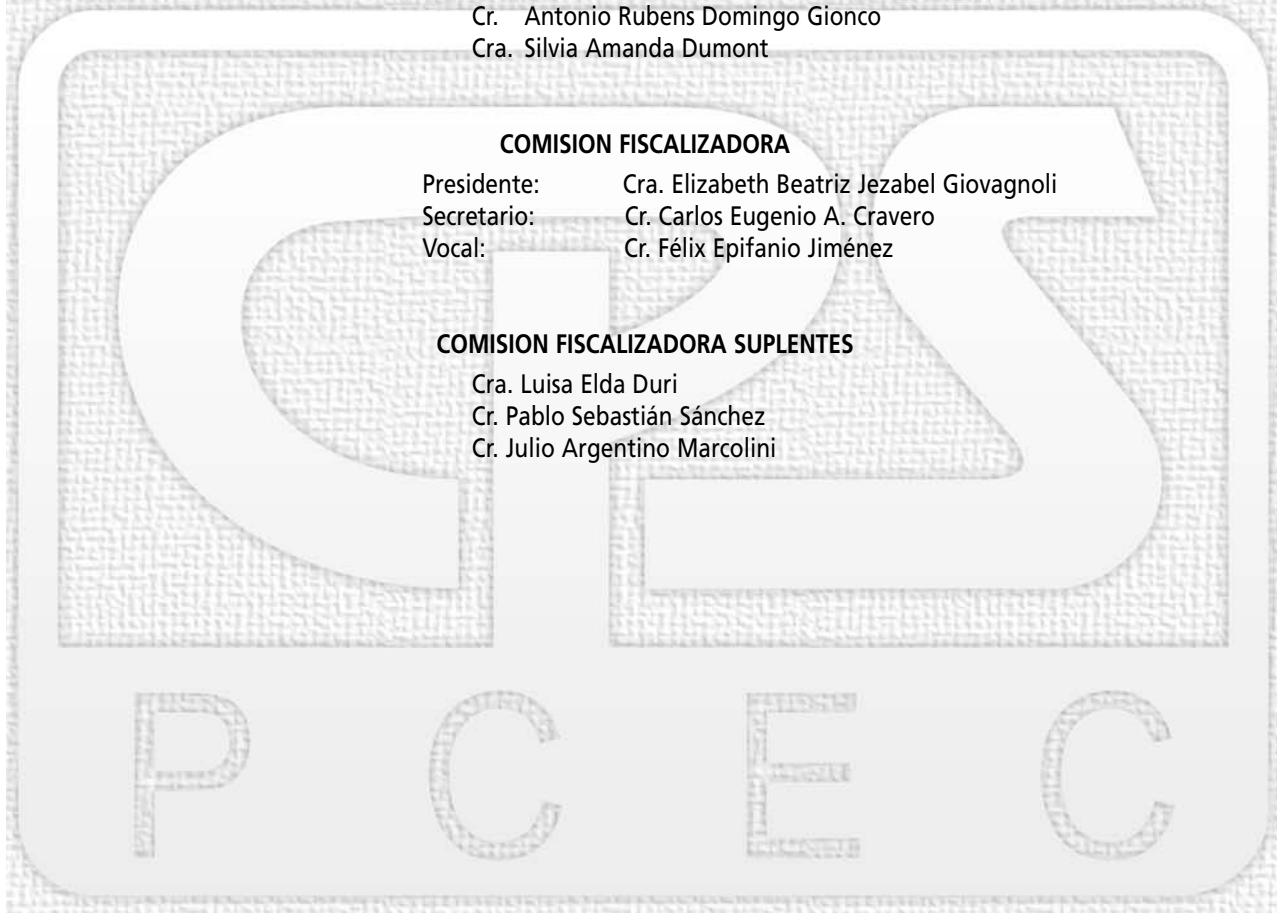 Cr. Antonio Rubens Domingo Gionco
Cra. Silvia Amanda Dumont
COMISION FISCALIZADORA
Presidente: Cra. Elizabeth Beatriz Jezabel Giovagnoli
Secretario: Cr. Carlos Eugenio A. Cravero
Vocal: Cr. Félix Epifanio Jiménez
COMISION FISCALIZADORA SUPLENTES
Cra. Luisa Elda Duri
Cr. Pablo Sebastián Sánchez
Cr. Julio Argentino Marcolini
CPS
P C E C